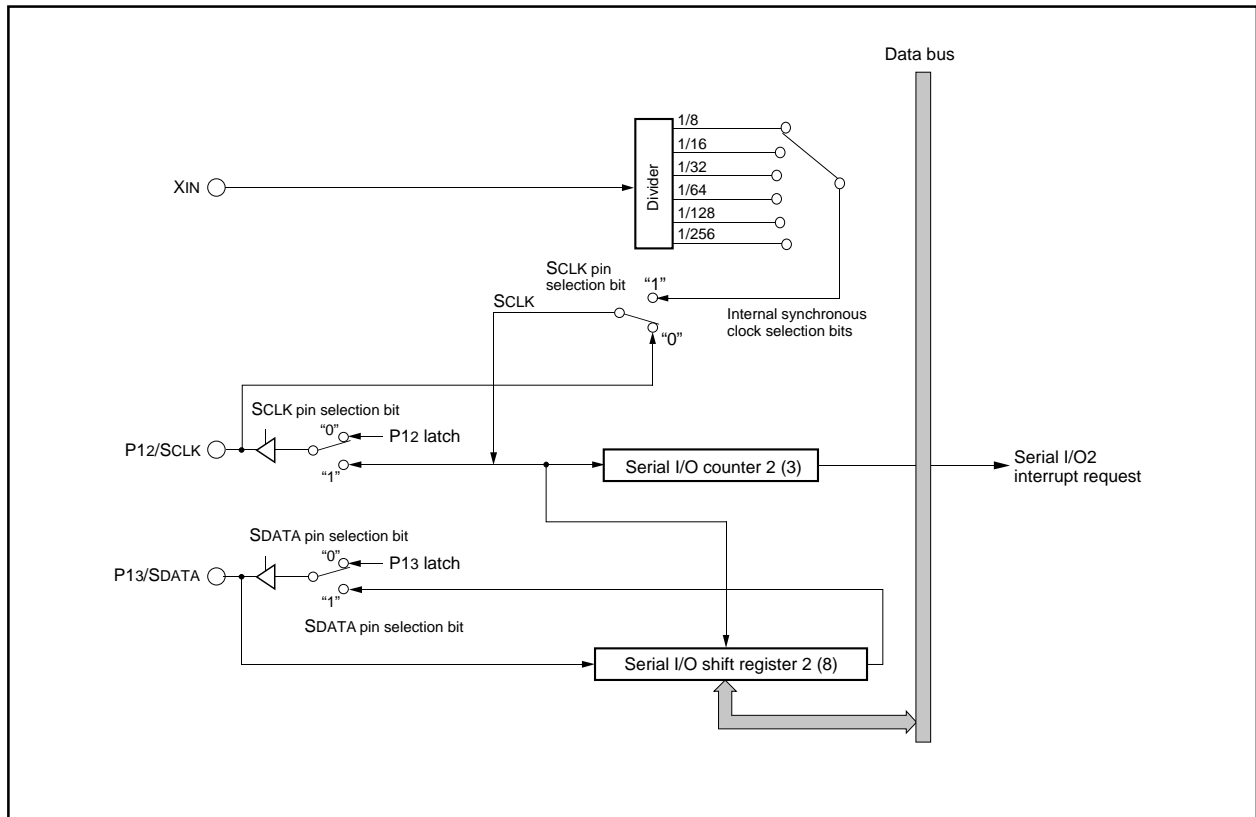 Data bus
1/8
1/16
1/32
1/64
1/128
1/256
Divider
XIN
SCLK pin
selection bit
“1”
SCLK
“0”
Internal synchronous
clock selection bits
SCLK pin selection bit
“0”
P12 latch
P12/SCLK
“1”
Serial I/O counter 2 (3)
Serial I/O2
interrupt request
SDATA pin selection bit
“0”
P13 latch
P13/SDATA
“1”
SDATA pin selection bit
Serial I/O shift register 2 (8)